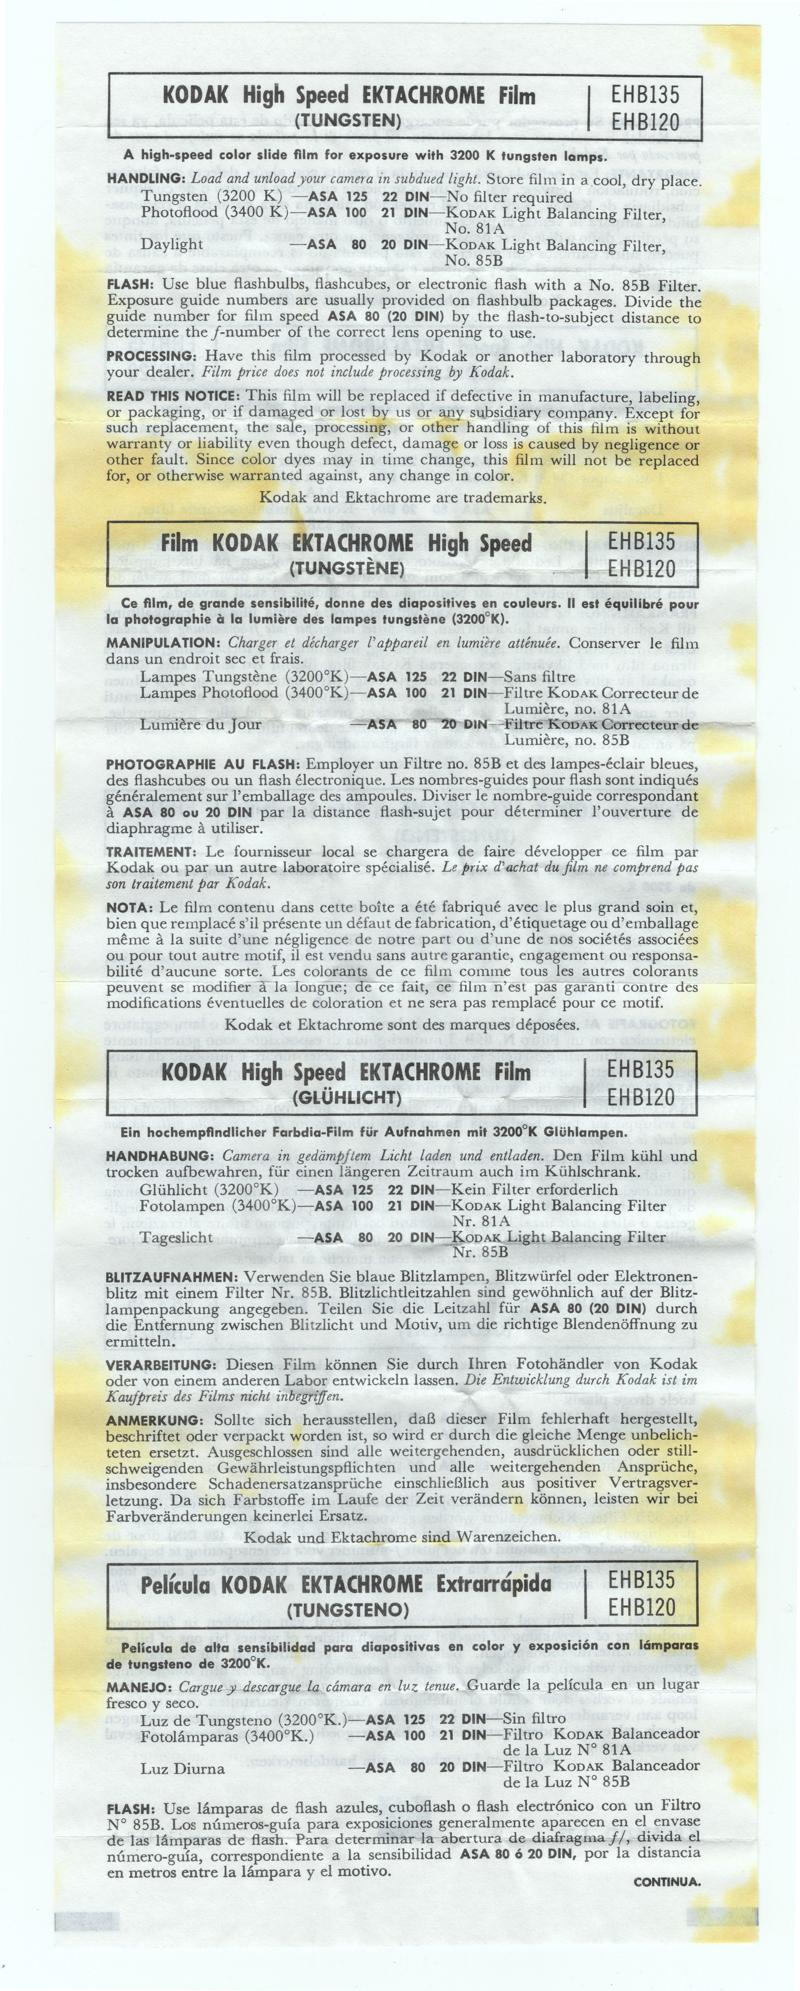 KODAK High Speed EKTACHROME Film
(TUNGSTEN)
EHB135
EHB120
A high-speed color slide film for exposure with 3200 K tungsten lamps.
HANDLING: Load and unload your camera in subdued light. Store film in a cool, dry place.
Tungsten (3200 K) —ASA 125 22 DIN—No filter required
Photoflood (3400 K)—ASA 100 21 DIN—KODAK Light Balancing Filter,
No. 81A
Daylight —ASA 80 20 DIN—KODAK Light Balancing Filter,
No. 85B
FLASH: Use blue flashbulbs, flashcubes, or electronic flash with a No. 85B Filter.
Exposure guide numbers are usually provided on flashbulb packages. Divide the
guide number for film speed ASA 80 (20 DIN) by the flash-to-subject distance to
determine the f-number of the correct lens opening to use.
PROCESSING: Have this film processed by Kodak or another laboratory through
your dealer. Film price does not include processing by Kodak.
READ THIS NOTICE: This film will be replaced if defective in manufacture, labeling,
or packaging, or if damaged or lost by us or any subsidiary company. Except for
such replacement, the sale, processing, or other handling of this film is without
warranty or liability even though defect, damage or loss is caused by negligence or
other fault. Since color dyes may in time change, this film will not be replaced
for, or otherwise warranted against, any change in color.
Kodak and Ektachrome are trademarks.
Film KODAK EKTACHROME High Speed
(TUNGSTÈNE)
EHB135
EHB120
Ce film, de grande sensibilité, donne des diapositives en couleurs. Il est équilibré pour
la photographie à la lumière des lampes tungstène (3200°K).
MANIPULATION: Charger et décharger l'appareil en lumière atténuée. Conserver le film
dans un endroit sec et frais.
Lampes Tungstène (3200°K)—ASA 125 22 DIN—Sans filtre
Lampes Photoflood (3400°K)—ASA 100 21 DIN—Filtre KODAK Correcteur de
Lumière, no. 81A
Lumière du Jour —ASA 80 20 DIN—Filtre KODAK Correcteur de
Lumière, no. 85B
PHOTOGRAPHIE AU FLASH: Employer un Filtre no. 85B et des lampes-éclair bleues,
des flashcubes ou un flash électronique. Les nombres-guides pour flash sont indiqués
généralement sur l'emballage des ampoules. Diviser le nombre-guide correspondant
à ASA 80 ou 20 DIN par la distance flash-sujet pour déterminer l'ouverture de
diaphragme à utiliser.
TRAITEMENT: Le fournisseur local se chargera de faire développer ce film par
Kodak ou par un autre laboratoire spécialisé. Le prix d'achat du film ne comprend pas
son traitement par Kodak.
NOTA: Le film contenu dans cette boîte a été fabriqué avec le plus grand soin et,
bien que remplacé s'il présente un défaut de fabrication, d'étiquetage ou d'emballage
même à la suite d'une négligence de notre part ou d'une de nos sociétés associées
ou pour tout autre motif, il est vendu sans autre garantie, engagement ou responsa-
bilité d'aucune sorte. Les colorants de ce film comme tous les autres colorants
peuvent se modifier à la longue; de ce fait, ce film n'est pas garanti contre des
modifications éventuelles de coloration et ne sera pas remplacé pour ce motif.
Kodak et Ektachrome sont des marques déposées.
KODAK High Speed EKTACHROME Film
(GLÜHLICHT)
EHB135
EHB120
Ein hochempfindlicher Farbdia-Film für Aufnahmen mit 3200°K Glühlampen.
HANDHABUNG: Camera in gedämpftem Licht laden und entladen. Den Film kühl und
trocken aufbewahren, für einen längeren Zeitraum auch im Kühlschrank.
Glühlicht (3200°K) —ASA 125 22 DIN—Kein Filter erforderlich
Fotolampen (3400°K)—ASA 100 21 DIN—KODAK Light Balancing Filter
Nr. 81A
Tageslicht —ASA 80 20 DIN—KODAK Light Balancing Filter
Nr. 85B
BLITZAUFNAHMEN: Verwenden Sie blaue Blitzlampen, Blitzwürfel oder Elektronen-
blitz mit einem Filter Nr. 85B. Blitzlichtleitzahlen sind gewöhnlich auf der Blitz-
lampenpackung angegeben. Teilen Sie die Leitzahl für ASA 80 (20 DIN) durch
die Entfernung zwischen Blitzlicht und Motiv, um die richtige Blendenöffnung zu
ermitteln.
VERARBEITUNG: Diesen Film können Sie durch Ihren Fotohändler von Kodak
oder von einem anderen Labor entwickeln lassen. Die Entwicklung durch Kodak ist im
Kaufpreis des Films nicht inbegriffen.
ANMERKUNG: Sollte sich herausstellen, daß dieser Film fehlerhaft hergestellt,
beschriftet oder verpackt worden ist, so wird er durch die gleiche Menge unbelich-
teten ersetzt. Ausgeschlossen sind alle weitergehenden, ausdrücklichen oder still-
schweigenden Gewährleistungspflichten und alle weitergehenden Ansprüche,
insbesondere Schadenersatzansprüche einschließlich aus positiver Vertragsver-
letzung. Da sich Farbstoffe im Laufe der Zeit verändern können, leisten wir bei
Farbveränderungen keinerlei Ersatz.
Kodak und Ektachrome sind Warenzeichen.
Película KODAK EKTACHROME Extrarrápida
(TUNGSTENO)
EHB135
EHB120
Película de alta sensibilidad para diapositivas en color y exposición con lámparas
de tungsteno de 3200°K.
MANEJO: Cargue y descargue la cámara en luz tenue. Guarde la película en un lugar
fresco y seco.
Luz de Tungsteno (3200°K.)—ASA 125 22 DIN—Sin filtro
Fotolámparas (3400°K.) —ASA 100 21 DIN—Filtro KODAK Balanceador
de la Luz N° 81A
Luz Diurna —ASA 80 20 DIN—Filtro KODAK Balanceador
de la Luz N° 85B
FLASH: Use lámparas de flash azules, cuboflash o flash electrónico con un Filtro
N° 85B. Los números-guía para exposiciones generalmente aparecen en el envase
de las lámparas de flash. Para determinar la abertura de diafragma f/, divida el
número-guía, correspondiente a la sensibilidad ASA 80 ó 20 DIN, por la distancia
en metros entre la lámpara y el motivo.
CONTINUA.